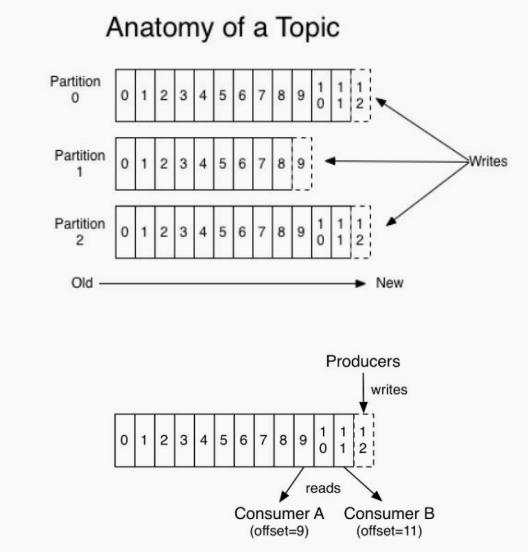 Anatomy of a Topic
Partition
0
0 1 2 3 4 5 6 7 8 9 10 11 12
Partition
1
0 1 2 3 4 5 6 7 8 9
Writes
Partition
2
0 1 2 3 4 5 6 7 8 9 10 11 12
Old New
Producers
writes
0 1 2 3 4 5 6 7 8 9 10 11 12
reads
Consumer A Consumer B
(offset=9) (offset=11)